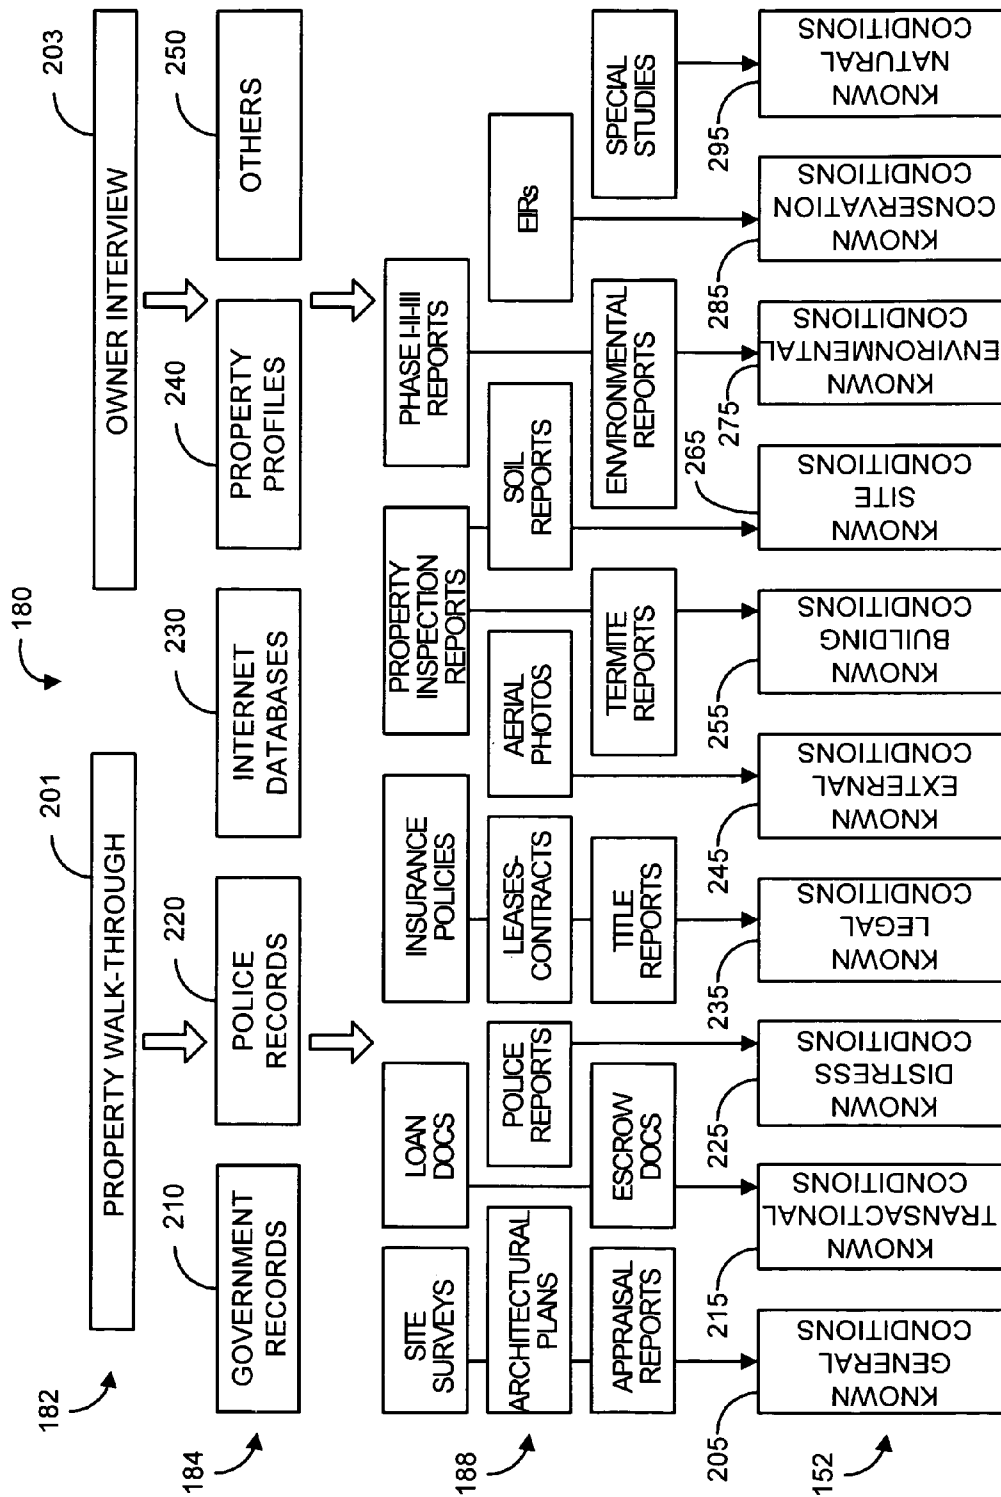 180
182
PROPERTY WALK-THROUGH
201
OWNER INTERVIEW
203
184
GOVERNMENT
RECORDS
210
POLICE
RECORDS
220
INTERNET
DATABASES
230
PROPERTY
PROFILES
240
OTHERS
250
188
SITE
SURVEYS
LOAN
DOCS
INSURANCE
POLICIES
PROPERTY
INSPECTION
REPORTS
PHASE I-II-III
REPORTS
ARCHITECTURAL
PLANS
POLICE
REPORTS
LEASES-
CONTRACTS
AERIAL
PHOTOS
SOIL
REPORTS
EIRs
APPRAISAL
REPORTS
ESCROW
DOCS
TITLE
REPORTS
TERMITE
REPORTS
ENVIRONMENTAL
REPORTS
SPECIAL
STUDIES
152
205
KNOWN
GENERAL
CONDITIONS
215
KNOWN
TRANSACTIONAL
CONDITIONS
225
KNOWN
DISTRESS
CONDITIONS
235
KNOWN
LEGAL
CONDITIONS
245
KNOWN
EXTERNAL
CONDITIONS
255
KNOWN
BUILDING
CONDITIONS
265
KNOWN
SITE
CONDITIONS
275
KNOWN
ENVIRONMENTAL
CONDITIONS
285
KNOWN
CONSERVATION
CONDITIONS
295
KNOWN
NATURAL
CONDITIONS